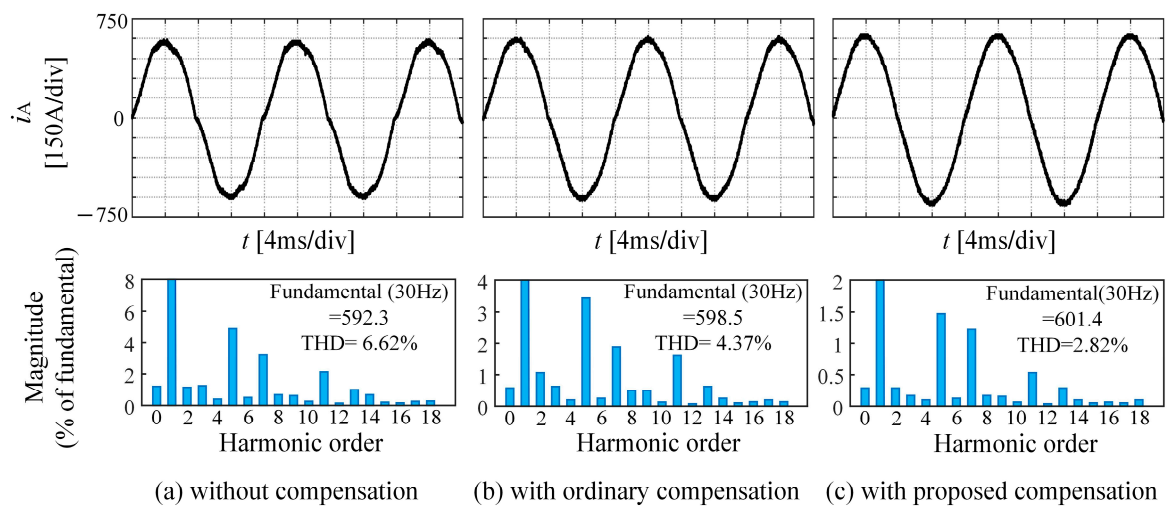 750
0
−750
iA
[150A/div]
t [4ms/div]
t [4ms/div]
t [4ms/div]
Magnitude
(% of fundamental)
8
6
4
2
0
0 2 4 6 8 10 12 14 16 18
Harmonic order
Fundamental (30Hz)
=592.3
THD= 6.62%
4
3
2
1
0
0 2 4 6 8 10 12 14 16 18
Harmonic order
Fundamental (30Hz)
=598.5
THD= 4.37%
2
1.5
1
0.5
0
0 2 4 6 8 10 12 14 16 18
Harmonic order
Fundamental(30Hz)
=601.4
THD=2.82%
(a) without compensation
(b) with ordinary compensation
(c) with proposed compensation